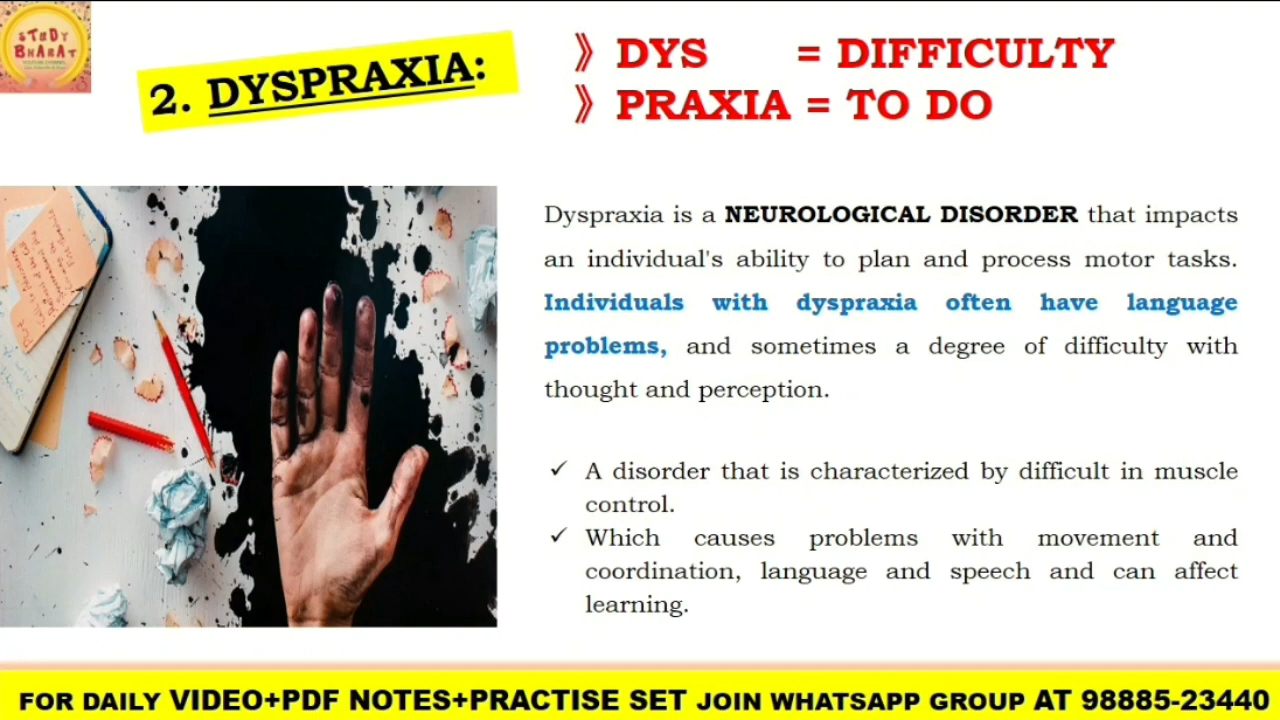 STUDY
BHARAT
2. DYSPRAXIA:
》DYS = DIFFICULTY
》PRAXIA = TO DO
Dyspraxia is a NEUROLOGICAL DISORDER that impacts
an individual's ability to plan and process motor tasks.
Individuals with dyspraxia often have language
problems, and sometimes a degree of difficulty with
thought and perception.
✓ A disorder that is characterized by difficult in muscle
control.
✓ Which causes problems with movement and
coordination, language and speech and can affect
learning.
FOR DAILY VIDEO+PDF NOTES+PRACTISE SET JOIN WHATSAPP GROUP AT 98885-23440